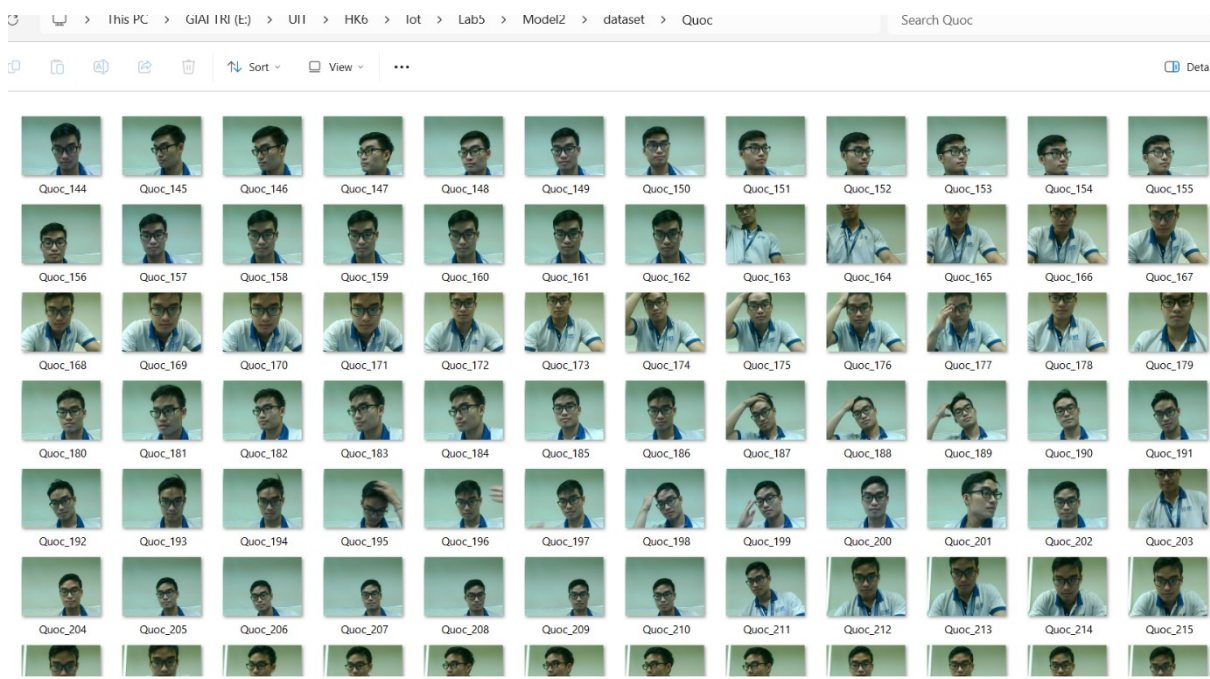 This PC > GIẢI TRÍ (E:) > UIT > HK6 > Iot > Lab5 > Model2 > dataset > Quoc Search Quoc
Sort View ... Deta
Quoc_144 Quoc_145 Quoc_146 Quoc_147 Quoc_148 Quoc_149 Quoc_150 Quoc_151 Quoc_152 Quoc_153 Quoc_154 Quoc_155
Quoc_156 Quoc_157 Quoc_158 Quoc_159 Quoc_160 Quoc_161 Quoc_162 Quoc_163 Quoc_164 Quoc_165 Quoc_166 Quoc_167
Quoc_168 Quoc_169 Quoc_170 Quoc_171 Quoc_172 Quoc_173 Quoc_174 Quoc_175 Quoc_176 Quoc_177 Quoc_178 Quoc_179
Quoc_180 Quoc_181 Quoc_182 Quoc_183 Quoc_184 Quoc_185 Quoc_186 Quoc_187 Quoc_188 Quoc_189 Quoc_190 Quoc_191
Quoc_192 Quoc_193 Quoc_194 Quoc_195 Quoc_196 Quoc_197 Quoc_198 Quoc_199 Quoc_200 Quoc_201 Quoc_202 Quoc_203
Quoc_204 Quoc_205 Quoc_206 Quoc_207 Quoc_208 Quoc_209 Quoc_210 Quoc_211 Quoc_212 Quoc_213 Quoc_214 Quoc_215